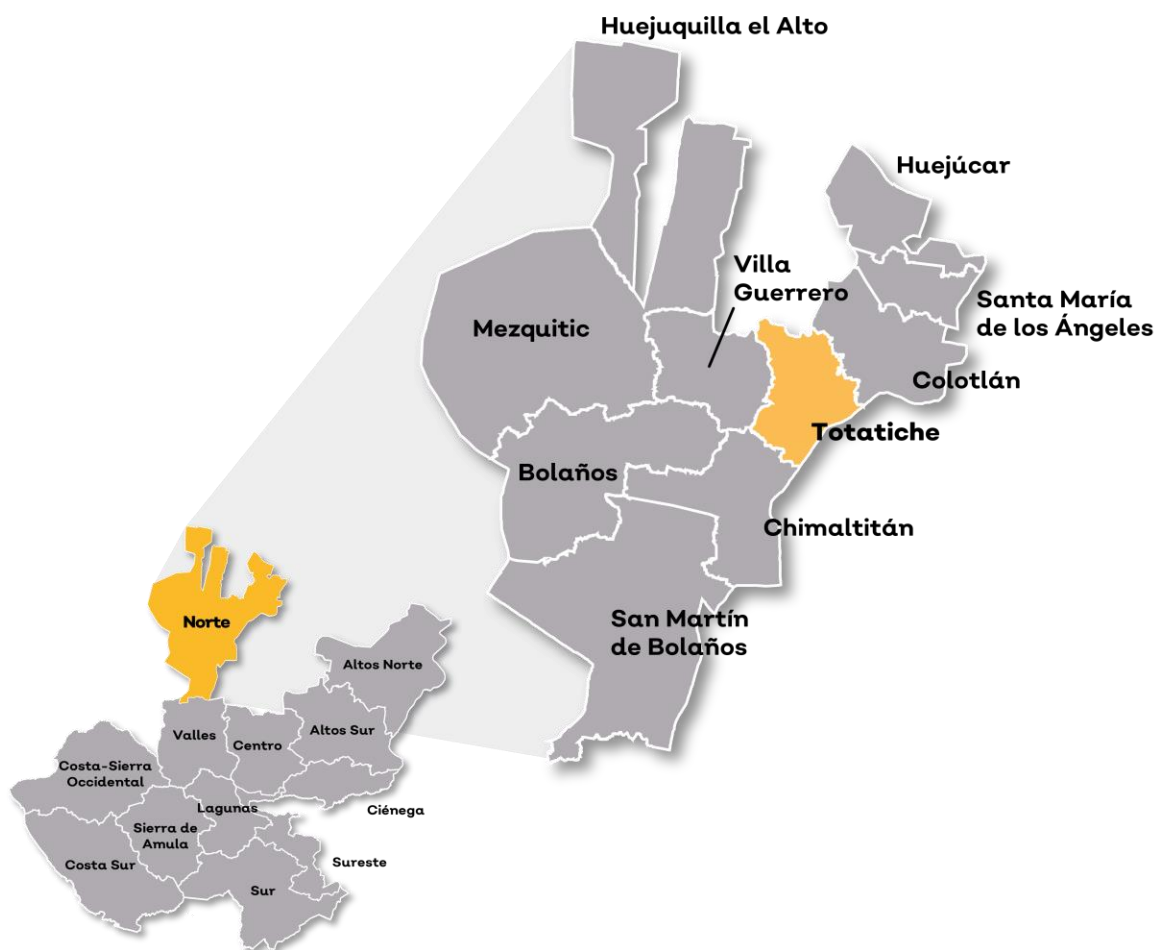 Huejuquilla el Alto
Huejúcar
Villa
Guerrero
Santa María
de los Ángeles
Mezquitic
Colotlán
Totatiche
Bolaños
Chimaltitán
San Martín
de Bolaños
Norte
Altos Norte
Valles
Centro
Altos Sur
Costa-Sierra
Occidental
Lagunas
Ciénega
Sierra de
Amula
Costa Sur
Sureste
Sur